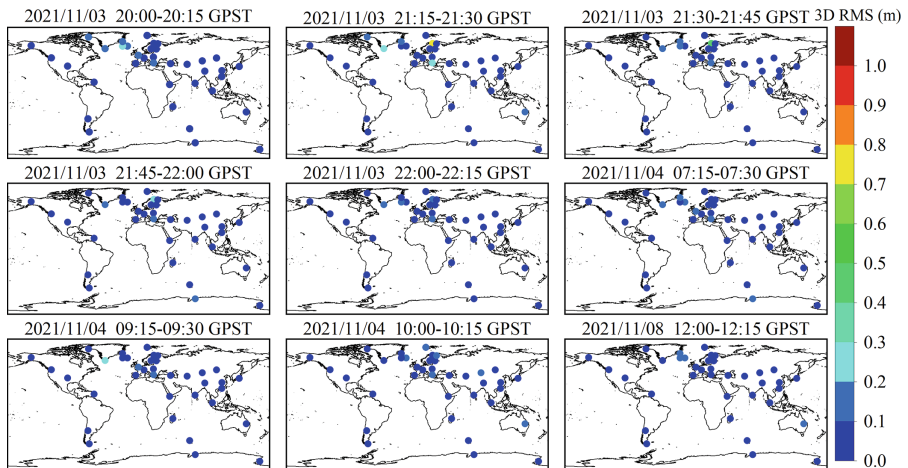 2021/11/03 20:00-20:15 GPST
2021/11/03 21:15-21:30 GPST
2021/11/03 21:30-21:45 GPST
3D RMS (m)
2021/11/03 21:45-22:00 GPST
2021/11/03 22:00-22:15 GPST
2021/11/04 07:15-07:30 GPST
2021/11/04 09:15-09:30 GPST
2021/11/04 10:00-10:15 GPST
2021/11/08 12:00-12:15 GPST
1.0
0.9
0.8
0.7
0.6
0.5
0.4
0.3
0.2
0.1
0.0